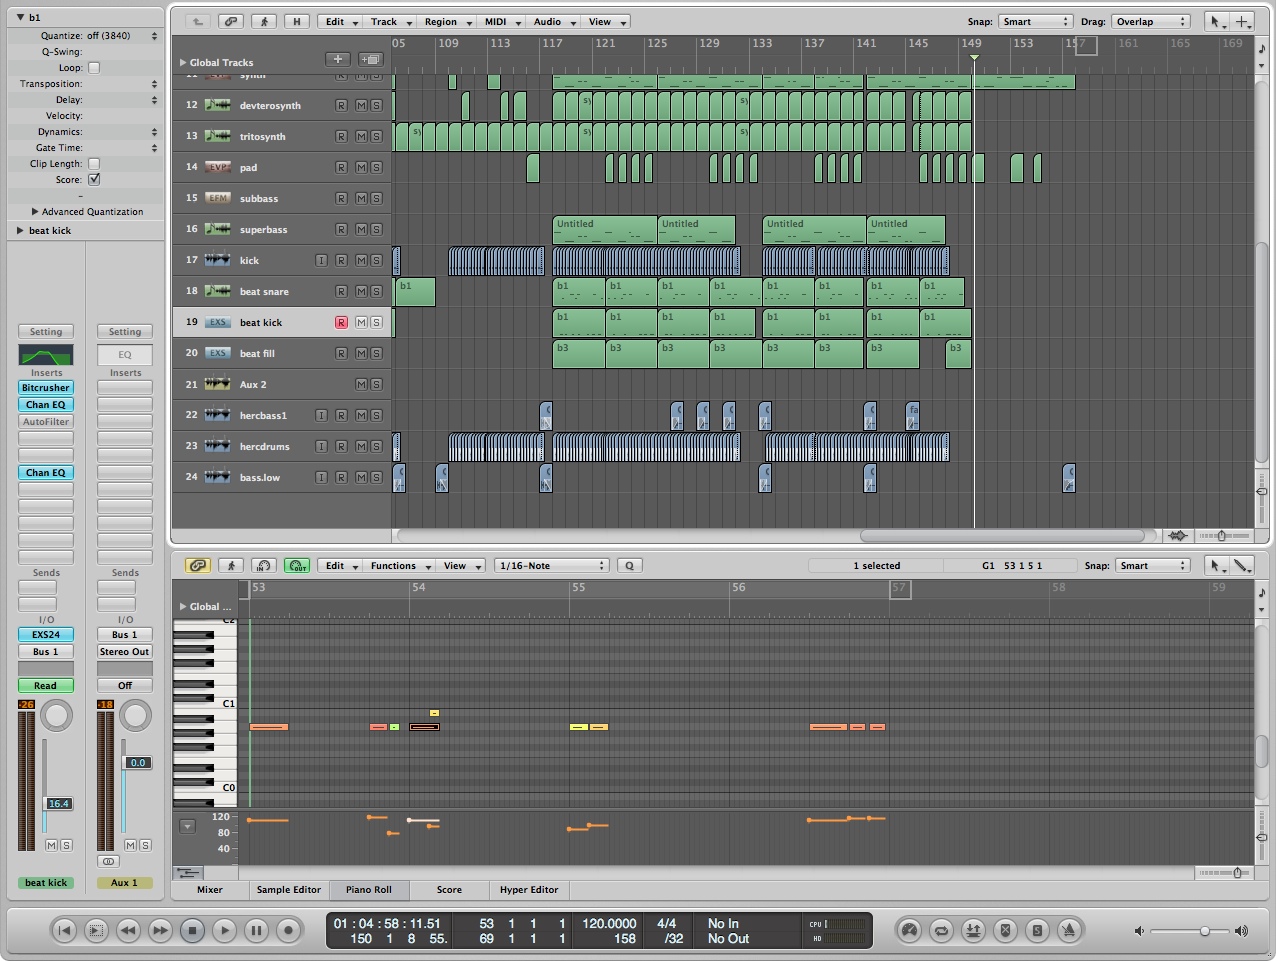 b1
Quantize: off (3840)
Q-Swing:
Loop:
Transposition:
Delay:
Velocity:
Dynamics:
Gate Time:
Clip Length:
Score:
Advanced Quantization
beat kick
Setting Setting
EQ
Inserts Inserts
Bitcrusher
Chan EQ
AutoFilter
Chan EQ
Sends Sends
I/O I/O
EXS24 Bus 1
Bus 1 Stereo Out
Read Off
-26 -18
0.0
16.4
M S M S
beat kick Aux 1
H Edit Track Region MIDI Audio View Snap: Smart Drag: Overlap
Global Tracks
05 109 113 117 121 125 129 133 137 141 145 149 153 157 161 165 169
11 synth R M S
12 devterosynth R M S
13 tritosynth R M S
14 EVP pad R M S
15 EFM subbass R M S
16 superbass R M S Untitled Untitled Untitled Untitled
17 kick I R M S
18 beat snare R M S b1 b1 b1 b1 b1 b1 b1 b1 b1
19 EXS beat kick R M S b1 b1 b1 b1 b1 b1 b1 b1
20 EXS beat fill R M S b3 b3 b3 b3 b3 b3 b3 b3
21 Aux 2 M S
22 hercbass1 I R M S fa
23 hercdrums I R M S
24 bass.low I R M S
IN OUT Edit Functions View 1/16-Note Q 1 selected G1 53 1 5 1 Snap: Smart
53 54 55 56 57 58 59
Global ...
C2
C1
C0
120
80
40
Mixer Sample Editor Piano Roll Score Hyper Editor
01 : 04 : 58 : 11.51 53 1 1 1 120.0000 4/4 No In CPU
150 1 8 55. 69 1 1 1 158 /32 No Out HD
S